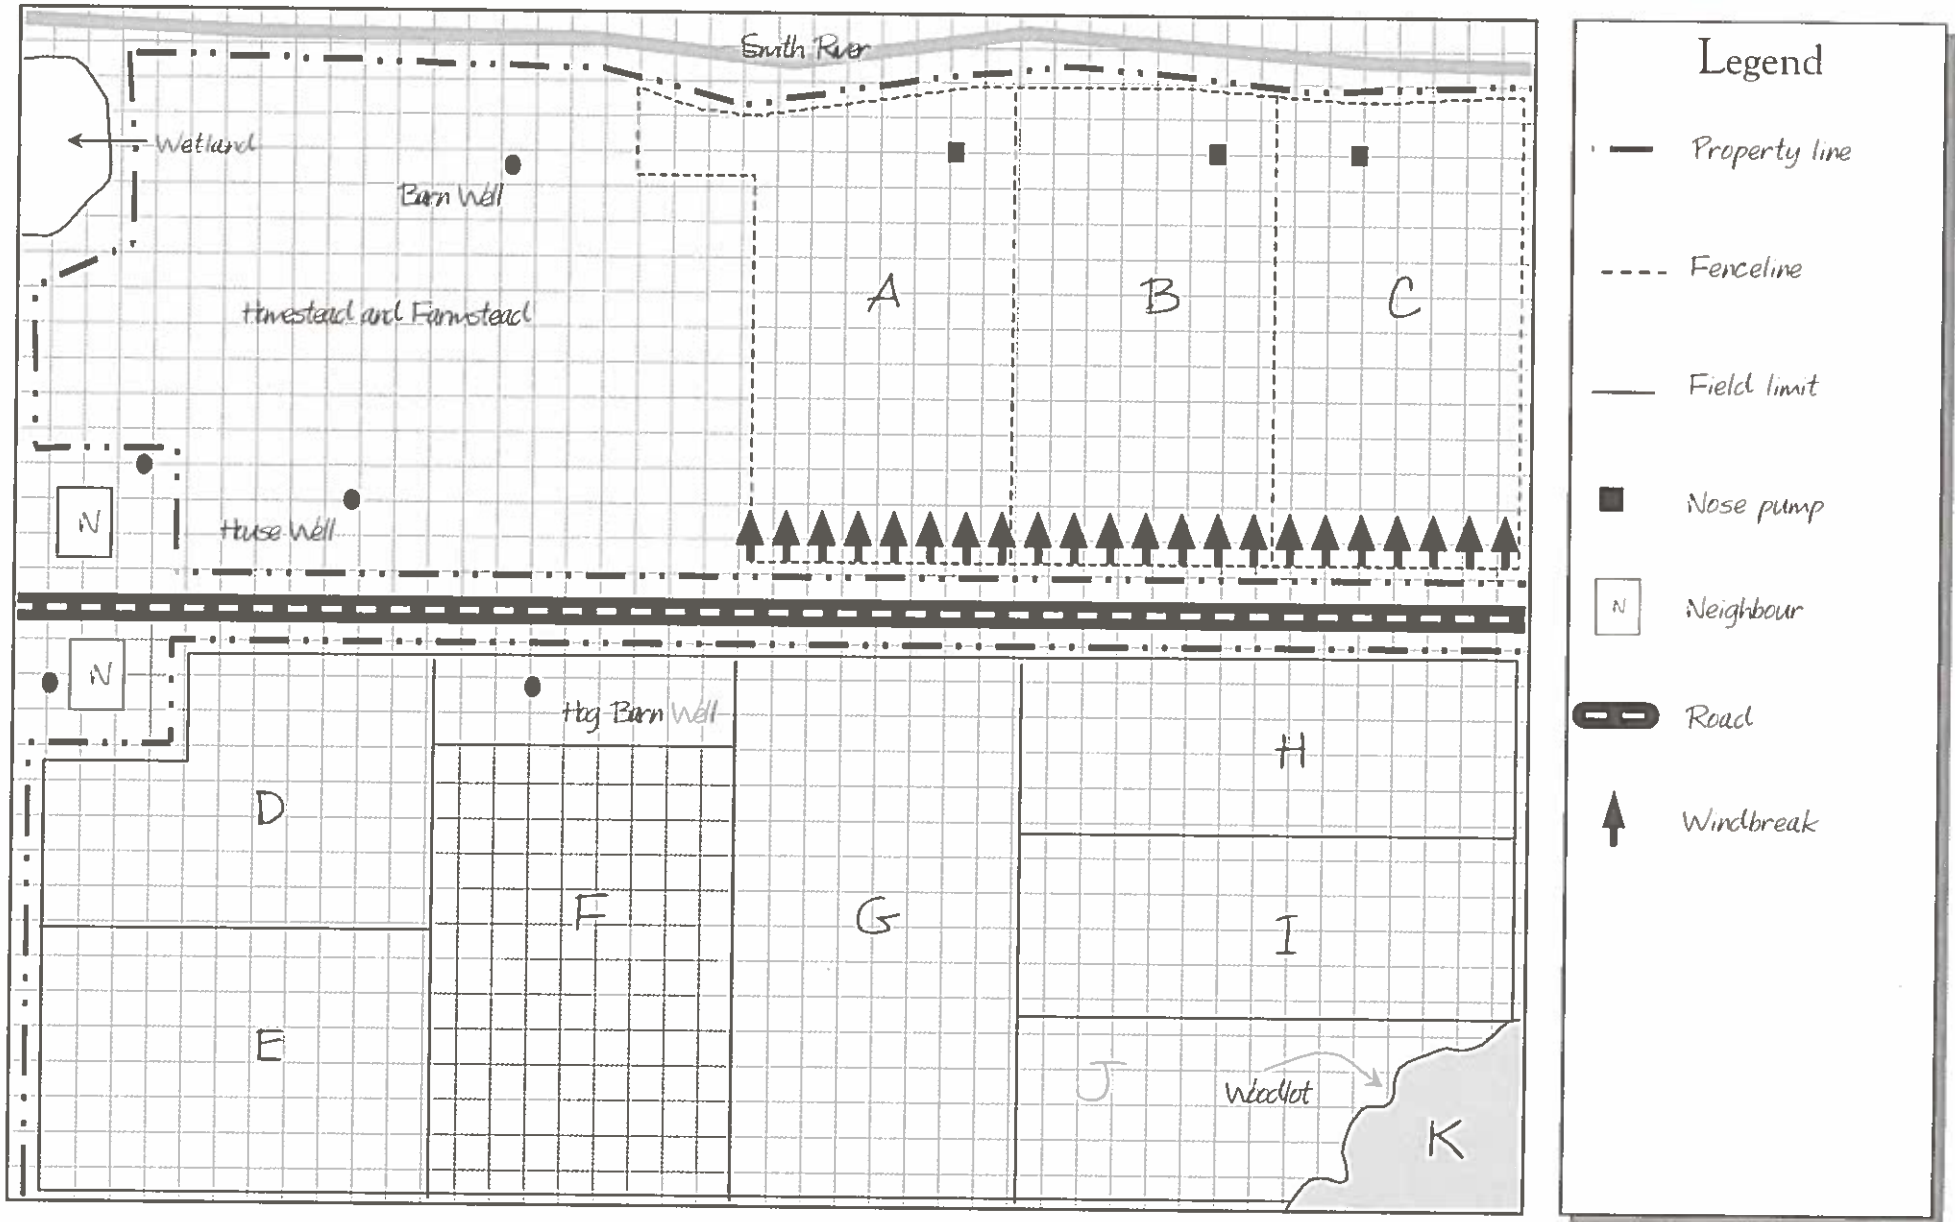 Smith River
Wetland
Barn Well
Homestead and Farmstead
A
B
C
N
House Well
N
Hog Barn Well
D
E
F
G
H
I
J
Woodlot
K
Legend
Property line
Fenceline
Field limit
Nose pump
N
Neighbour
Road
Windbreak